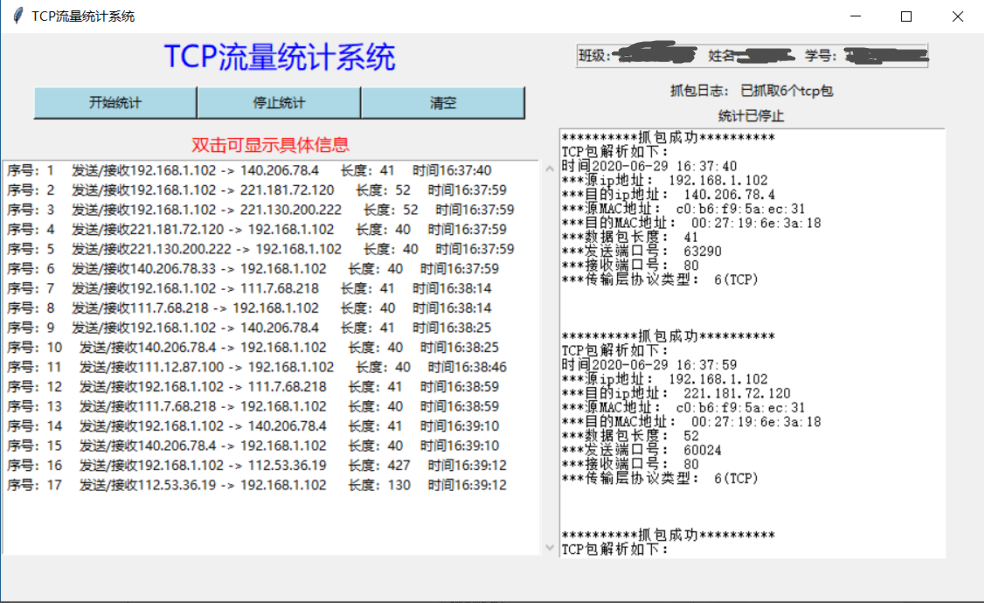 TCP流量统计系统
TCP流量统计系统
班级: 姓名 学号:
开始统计 停止统计 清空
抓包日志: 已抓取6个tcp包
统计已停止
双击可显示具体信息
序号: 1 发送/接收192.168.1.102 -> 140.206.78.4 长度: 41 时间16:37:40
序号: 2 发送/接收192.168.1.102 -> 221.181.72.120 长度: 52 时间16:37:59
序号: 3 发送/接收192.168.1.102 -> 221.130.200.222 长度: 52 时间16:37:59
序号: 4 发送/接收221.181.72.120 -> 192.168.1.102 长度: 40 时间16:37:59
序号: 5 发送/接收221.130.200.222 -> 192.168.1.102 长度: 40 时间16:37:59
序号: 6 发送/接收140.206.78.33 -> 192.168.1.102 长度: 40 时间16:37:59
序号: 7 发送/接收192.168.1.102 -> 111.7.68.218 长度: 41 时间16:38:14
序号: 8 发送/接收111.7.68.218 -> 192.168.1.102 长度: 40 时间16:38:14
序号: 9 发送/接收192.168.1.102 -> 140.206.78.4 长度: 41 时间16:38:25
序号: 10 发送/接收140.206.78.4 -> 192.168.1.102 长度: 40 时间16:38:25
序号: 11 发送/接收111.12.87.100 -> 192.168.1.102 长度: 40 时间16:38:46
序号: 12 发送/接收192.168.1.102 -> 111.7.68.218 长度: 41 时间16:38:59
序号: 13 发送/接收111.7.68.218 -> 192.168.1.102 长度: 40 时间16:38:59
序号: 14 发送/接收192.168.1.102 -> 140.206.78.4 长度: 41 时间16:39:10
序号: 15 发送/接收140.206.78.4 -> 192.168.1.102 长度: 40 时间16:39:10
序号: 16 发送/接收192.168.1.102 -> 112.53.36.19 长度: 427 时间16:39:12
序号: 17 发送/接收112.53.36.19 -> 192.168.1.102 长度: 130 时间16:39:12
**********抓包成功**********
TCP包解析如下:
时间2020-06-29 16:37:40
***源ip地址: 192.168.1.102
***目的ip地址: 140.206.78.4
***源MAC地址: c0:b6:f9:5a:ec:31
***目的MAC地址: 00:27:19:6e:3a:18
***数据包长度: 41
***发送端口号: 63290
***接收端口号: 80
***传输层协议类型: 6(TCP)
**********抓包成功**********
TCP包解析如下:
时间2020-06-29 16:37:59
***源ip地址: 192.168.1.102
***目的ip地址: 221.181.72.120
***源MAC地址: c0:b6:f9:5a:ec:31
***目的MAC地址: 00:27:19:6e:3a:18
***数据包长度: 52
***发送端口号: 60024
***接收端口号: 80
***传输层协议类型: 6(TCP)
**********抓包成功**********
TCP包解析如下: